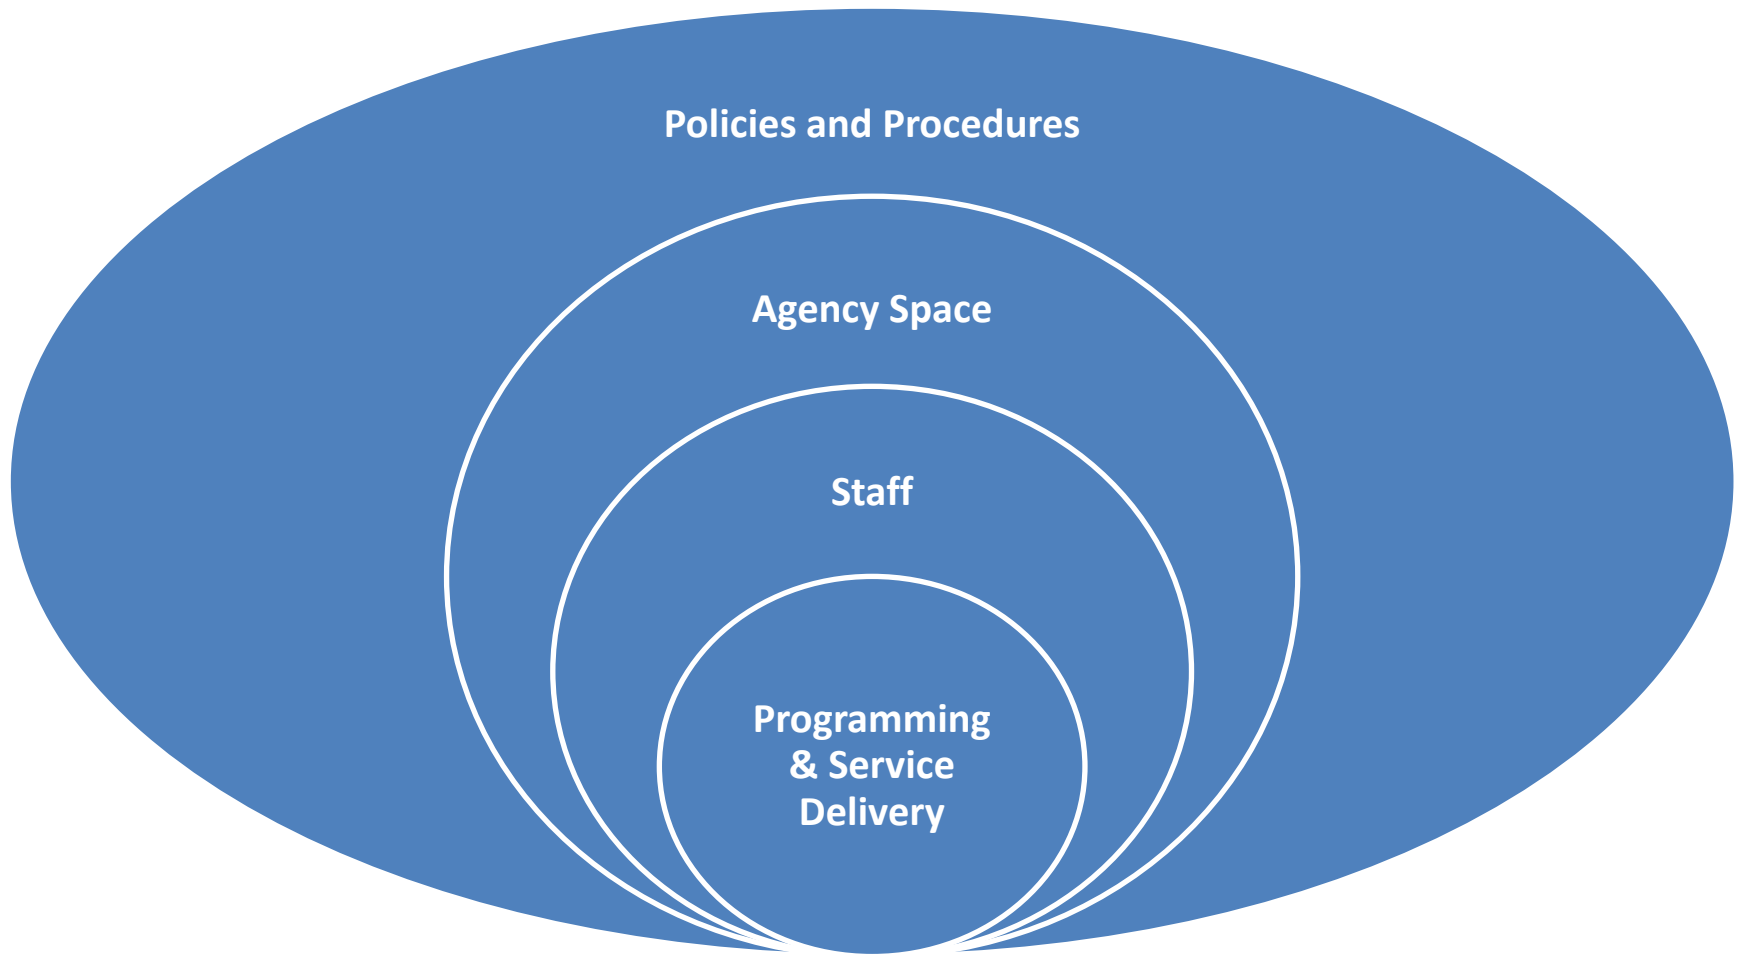 Policies and Procedures
Agency Space
Staff
Programming
& Service
Delivery